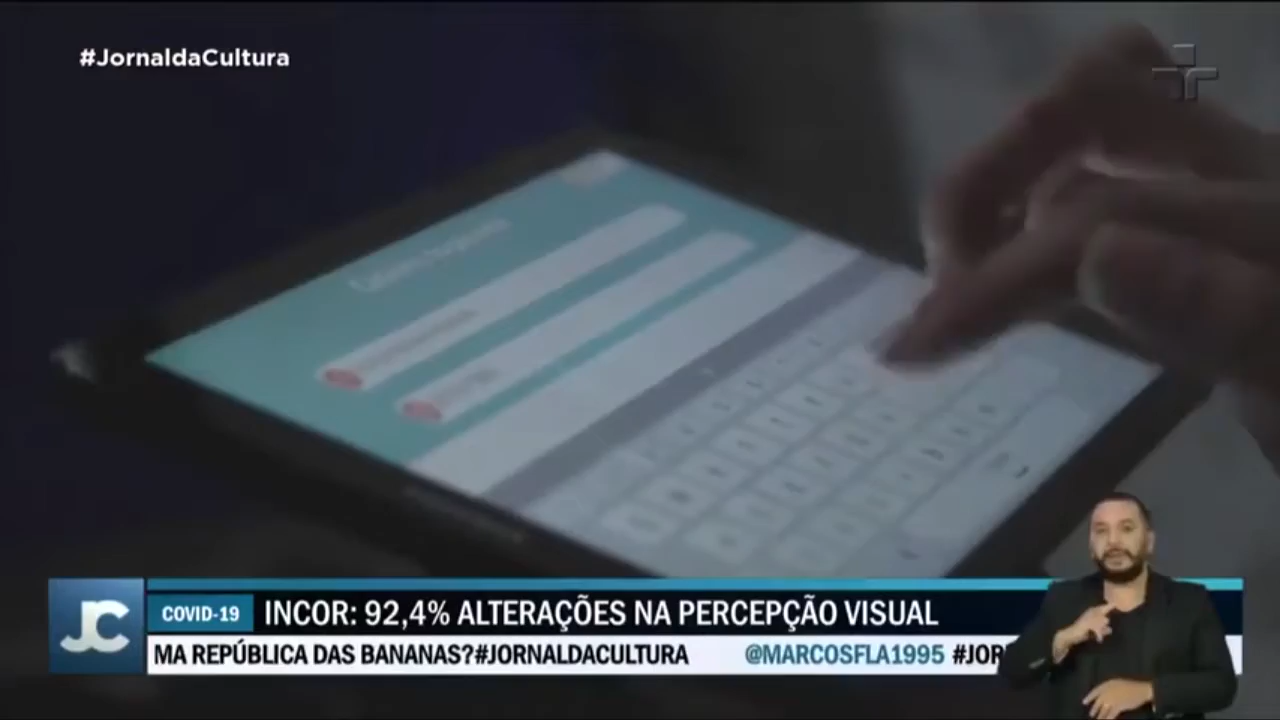 #JornaldaCultura
JC
COVID-19
INCOR: 92,4% ALTERAÇÕES NA PERCEPÇÃO VISUAL
MA REPÚBLICA DAS BANANAS?#JORNALDACULTURA @MARCOSFLA1995 #JOR